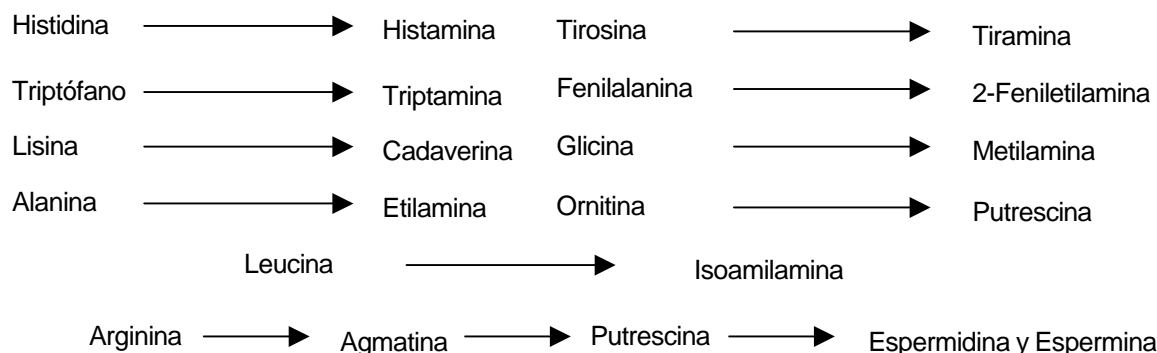 Histidina Histamina Tirosina Tiramina
Triptófano Triptamina Fenilalanina 2-Feniletilamina
Lisina Cadaverina Glicina Metilamina
Alanina Etilamina Ornitina Putrescina
Leucina Isoamilamina
Arginina Agmatina Putrescina Espermidina y Espermina